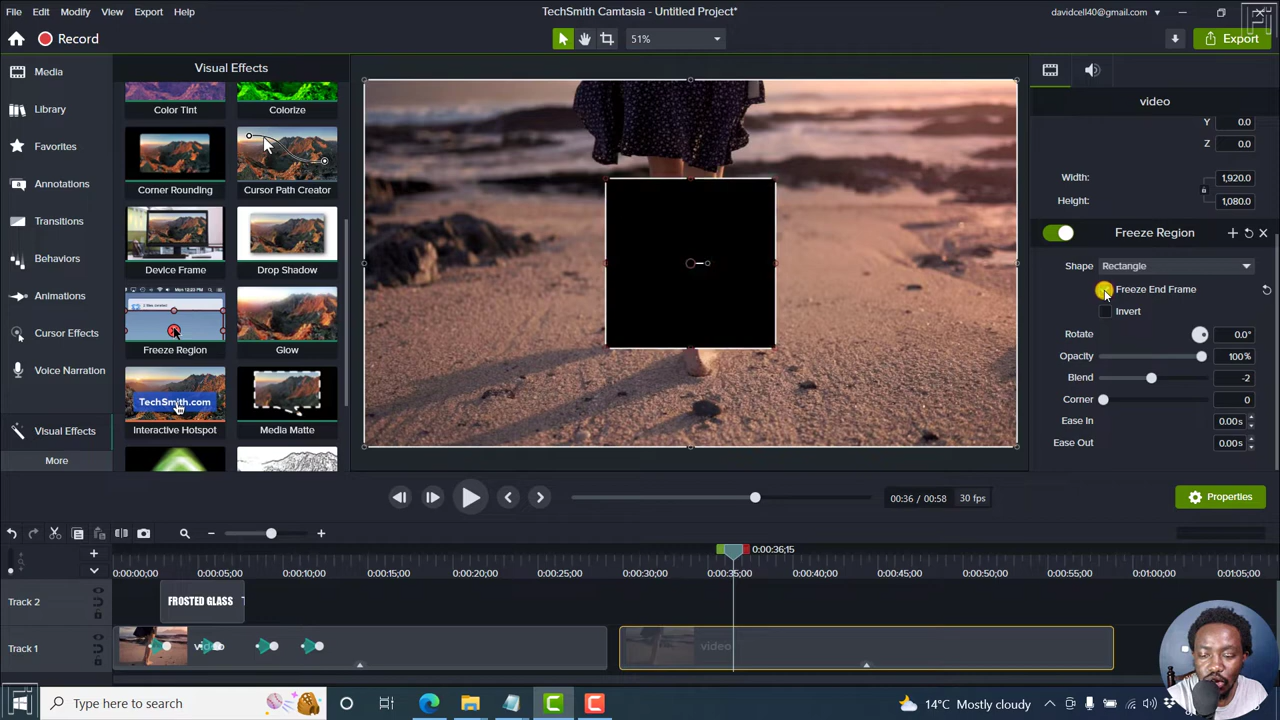 File Edit Modify View Export Help TechSmith Camtasia - Untitled Project* davidcell40@gmail.com
Record 51% Export
Media Visual Effects
Library Color Tint Colorize video
Favorites Y 0.0
Annotations Corner Rounding Cursor Path Creator Z 0.0
Transitions Width: 1,920.0
Behaviors Device Frame Drop Shadow Height: 1,080.0
Animations Freeze Region
Cursor Effects Freeze Region Glow Shape Rectangle
Voice Narration Freeze End Frame
TechSmith.com Invert
Interactive Hotspot Media Matte Rotate 0.0°
Visual Effects Opacity 100%
More Blend -2
Corner 0
Ease In 0.00s
Ease Out 0.00s
00:36 / 00:58 30 fps Properties
0:00:36;15
0:00:00;00 0:00:05;00 0:00:10;00 0:00:15;00 0:00:20;00 0:00:25;00 0:00:30;00 0:00:35;00 0:00:40;00 0:00:45;00 0:00:50;00 0:00:55;00 0:01:00;00 0:01:05;00
Track 2 FROSTED GLASS
Track 1 video video
Type here to search 14°C Mostly cloudy